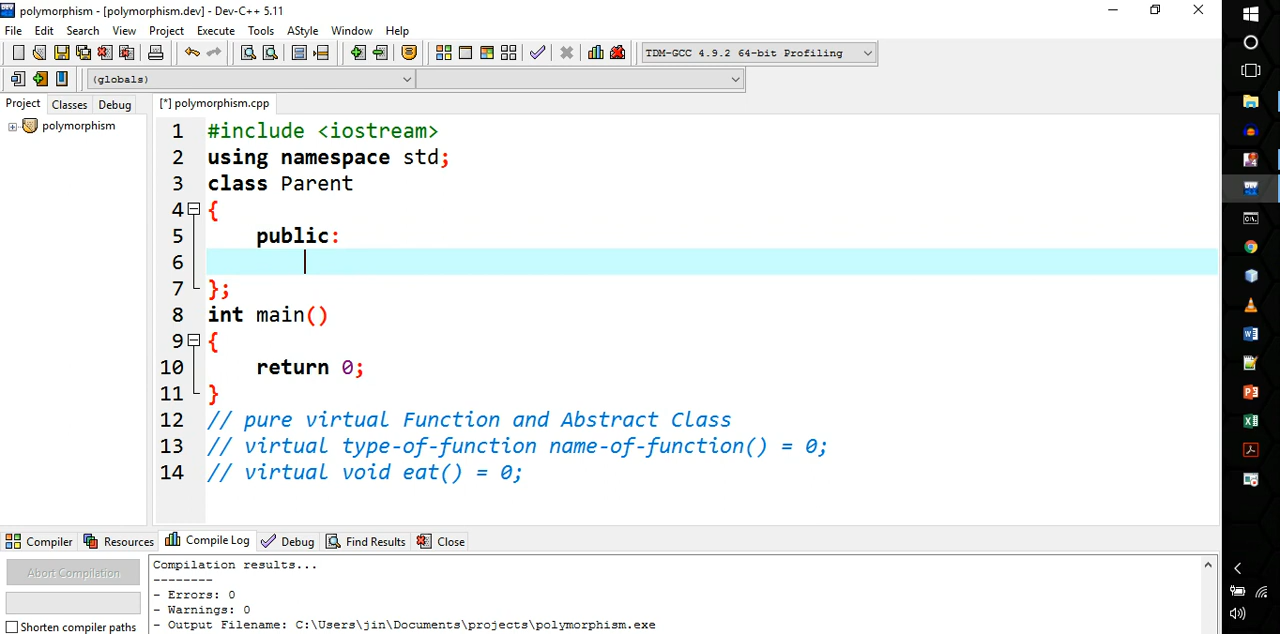 polymorphism - [polymorphism.dev] - Dev-C++ 5.11
File Edit Search View Project Execute Tools AStyle Window Help
TDM-GCC 4.9.2 64-bit Profiling
(globals)
Project Classes Debug [*] polymorphism.cpp
polymorphism
1 #include <iostream>
2 using namespace std;
3 class Parent
4 {
5 public:
6
7 };
8 int main()
9 {
10 return 0;
11 }
12 // pure virtual Function and Abstract Class
13 // virtual type-of-function name-of-function() = 0;
14 // virtual void eat() = 0;
Compiler Resources Compile Log Debug Find Results Close
Abort Compilation
Shorten compiler paths
Compilation results...
--------
- Errors: 0
- Warnings: 0
- Output Filename: C:\Users\jin\Documents\projects\polymorphism.exe